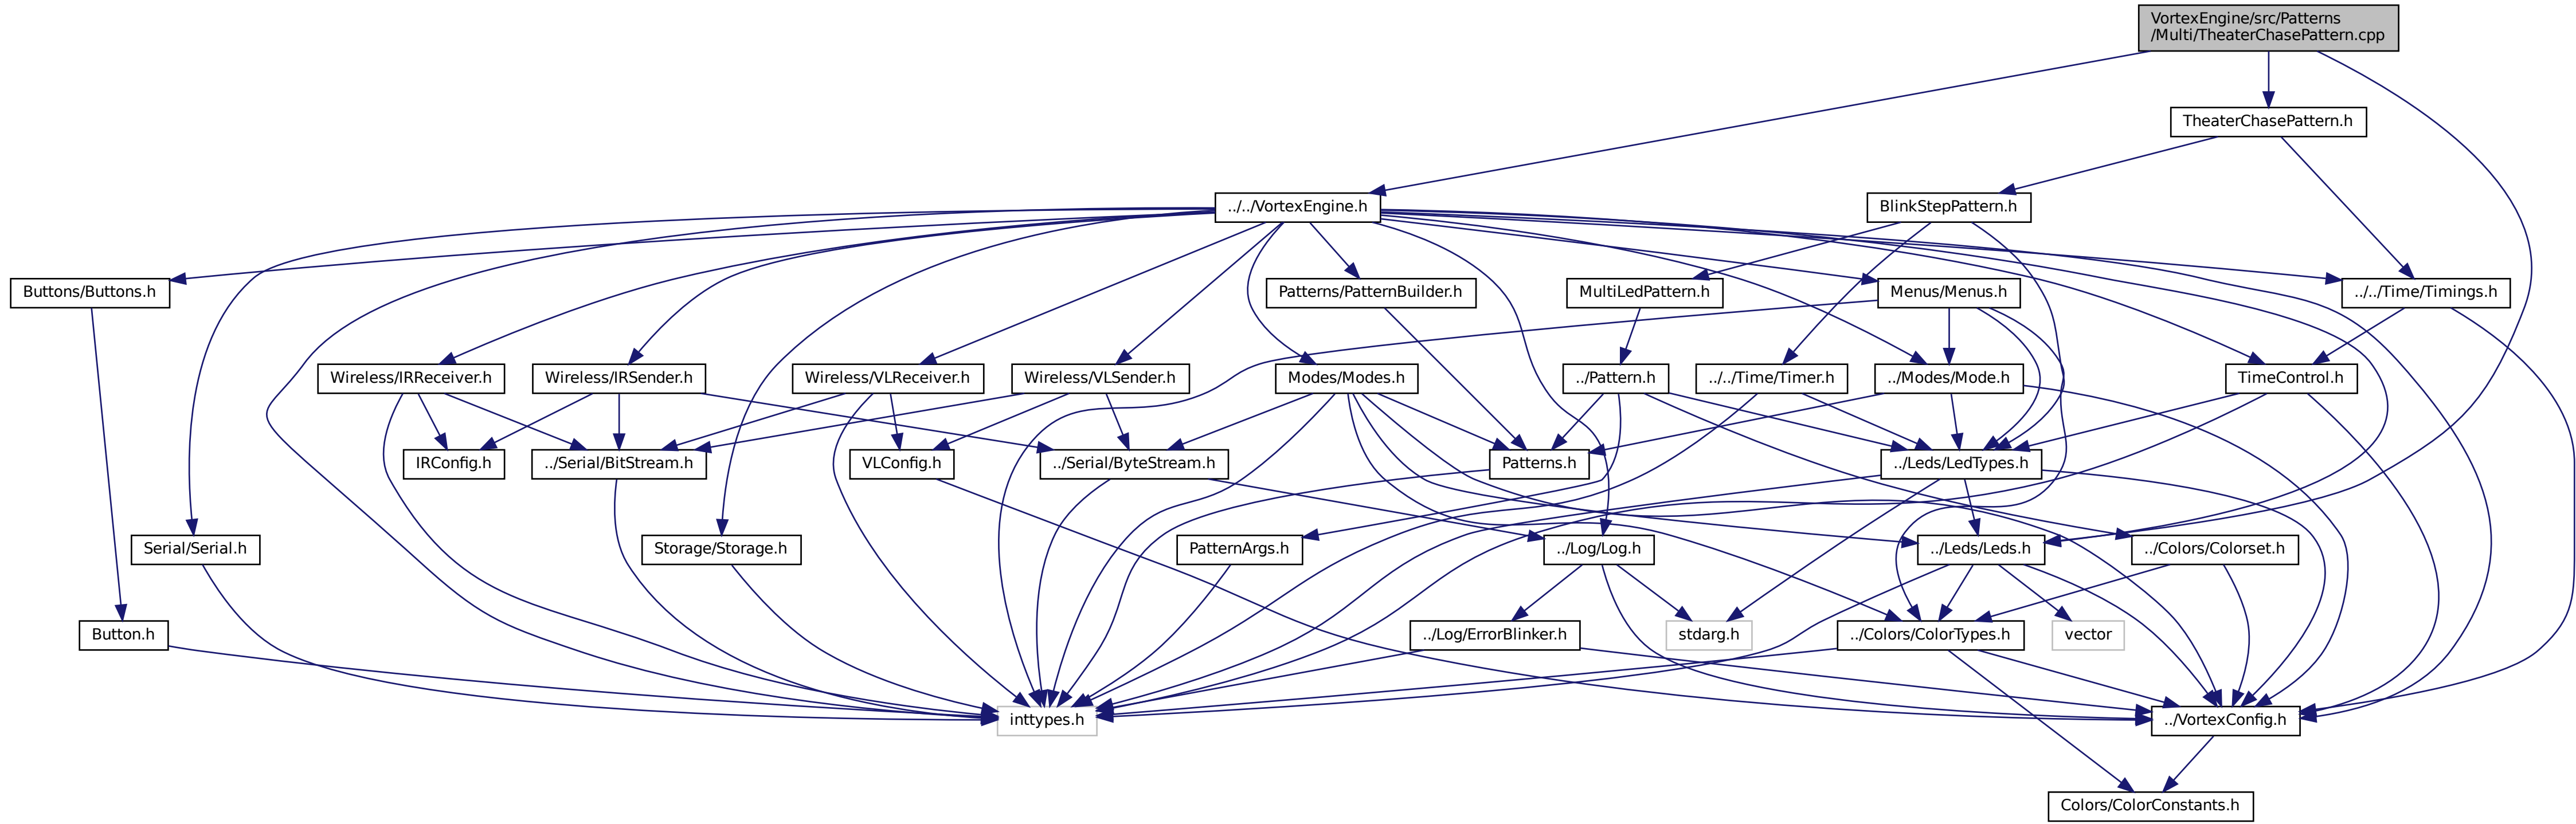 VortexEngine/src/Patterns
/Multi/TheaterChasePattern.cpp
TheaterChasePattern.h
../../VortexEngine.h
BlinkStepPattern.h
Buttons/Buttons.h
Patterns/PatternBuilder.h
MultiLedPattern.h
Menus/Menus.h
../../Time/Timings.h
Wireless/IRReceiver.h
Wireless/IRSender.h
Wireless/VLReceiver.h
Wireless/VLSender.h
Modes/Modes.h
../Pattern.h
../../Time/Timer.h
../Modes/Mode.h
TimeControl.h
IRConfig.h
../Serial/BitStream.h
VLConfig.h
../Serial/ByteStream.h
Patterns.h
../Leds/LedTypes.h
Serial/Serial.h
Storage/Storage.h
PatternArgs.h
../Log/Log.h
../Leds/Leds.h
../Colors/Colorset.h
Button.h
../Log/ErrorBlinker.h
stdarg.h
../Colors/ColorTypes.h
vector
inttypes.h
../VortexConfig.h
Colors/ColorConstants.h